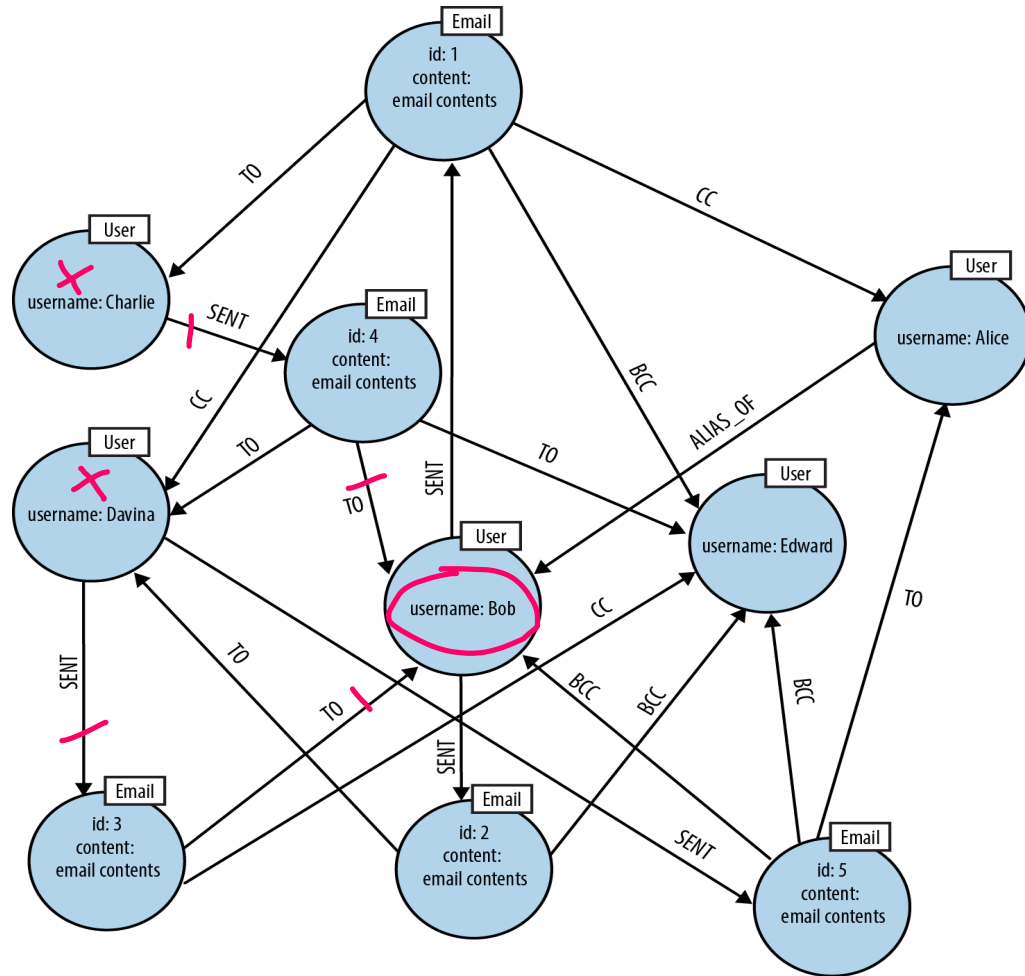 Email
id: 1
content:
email contents
TO
CC
User
username: Charlie
SENT
Email
id: 4
content:
email contents
CC
BCC
User
username: Alice
ALIAS_OF
TO
TO
TO
SENT
User
username: Davina
User
username: Edward
User
username: Bob
CC
TO
SENT
TO
TO
BCC
BCC
BCC
SENT
SENT
Email
id: 3
content:
email contents
Email
id: 2
content:
email contents
Email
id: 5
content:
email contents